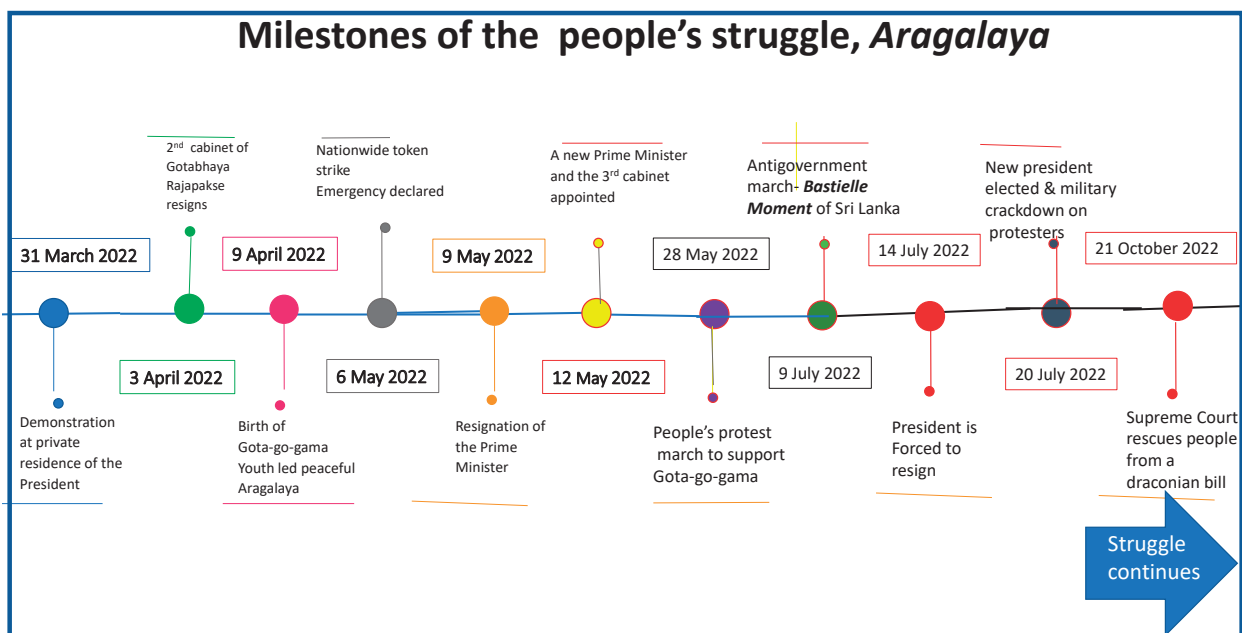 Milestones of the people’s struggle, Aragalaya
31 March 2022
Demonstration
at private
residence of the
President
2nd cabinet of
Gotabhaya
Rajapakse
resigns
3 April 2022
9 April 2022
Birth of
Gota-go-gama
Youth led peaceful
Aragalaya
Nationwide token
strike
Emergency declared
6 May 2022
9 May 2022
Resignation of
the Prime
Minister
A new Prime Minister
and the 3rd cabinet
appointed
12 May 2022
28 May 2022
People’s protest
march to support
Gota-go-gama
Antigovernment
march- Bastielle
Moment of Sri Lanka
9 July 2022
14 July 2022
President is
Forced to
resign
New president
elected & military
crackdown on
protesters
20 July 2022
21 October 2022
Supreme Court
rescues people
from a
draconian bill
Struggle
continues